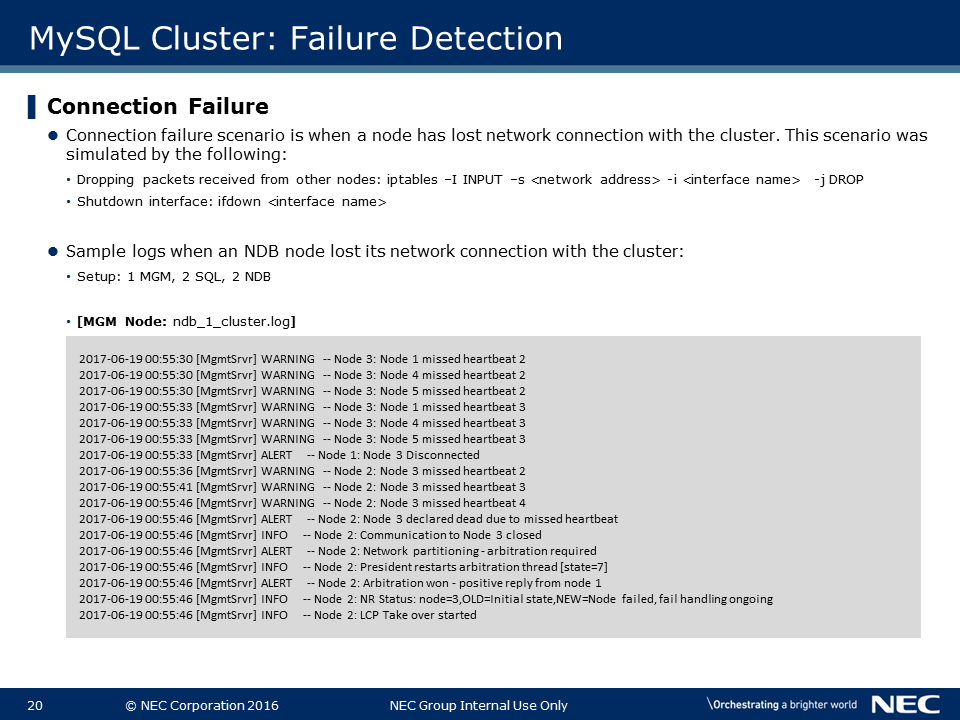 MySQL Cluster: Failure Detection
Connection Failure
Connection failure scenario is when a node has lost network connection with the cluster. This scenario was
simulated by the following:
• Dropping packets received from other nodes: iptables –I INPUT –s <network address> -i <interface name> -j DROP
• Shutdown interface: ifdown <interface name>
Sample logs when an NDB node lost its network connection with the cluster:
• Setup: 1 MGM, 2 SQL, 2 NDB
• [MGM Node: ndb_1_cluster.log]
2017-06-19 00:55:30 [MgmtSrvr] WARNING -- Node 3: Node 1 missed heartbeat 2
2017-06-19 00:55:30 [MgmtSrvr] WARNING -- Node 3: Node 4 missed heartbeat 2
2017-06-19 00:55:30 [MgmtSrvr] WARNING -- Node 3: Node 5 missed heartbeat 2
2017-06-19 00:55:33 [MgmtSrvr] WARNING -- Node 3: Node 1 missed heartbeat 3
2017-06-19 00:55:33 [MgmtSrvr] WARNING -- Node 3: Node 4 missed heartbeat 3
2017-06-19 00:55:33 [MgmtSrvr] WARNING -- Node 3: Node 5 missed heartbeat 3
2017-06-19 00:55:33 [MgmtSrvr] ALERT -- Node 1: Node 3 Disconnected
2017-06-19 00:55:36 [MgmtSrvr] WARNING -- Node 2: Node 3 missed heartbeat 2
2017-06-19 00:55:41 [MgmtSrvr] WARNING -- Node 2: Node 3 missed heartbeat 3
2017-06-19 00:55:46 [MgmtSrvr] WARNING -- Node 2: Node 3 missed heartbeat 4
2017-06-19 00:55:46 [MgmtSrvr] ALERT -- Node 2: Node 3 declared dead due to missed heartbeat
2017-06-19 00:55:46 [MgmtSrvr] INFO -- Node 2: Communication to Node 3 closed
2017-06-19 00:55:46 [MgmtSrvr] ALERT -- Node 2: Network partitioning - arbitration required
2017-06-19 00:55:46 [MgmtSrvr] INFO -- Node 2: President restarts arbitration thread [state=7]
2017-06-19 00:55:46 [MgmtSrvr] ALERT -- Node 2: Arbitration won - positive reply from node 1
2017-06-19 00:55:46 [MgmtSrvr] INFO -- Node 2: NR Status: node=3,OLD=Initial state,NEW=Node failed, fail handling ongoing
2017-06-19 00:55:46 [MgmtSrvr] INFO -- Node 2: LCP Take over started
20 © NEC Corporation 2016 NEC Group Internal Use Only \Orchestrating a brighter world NEC